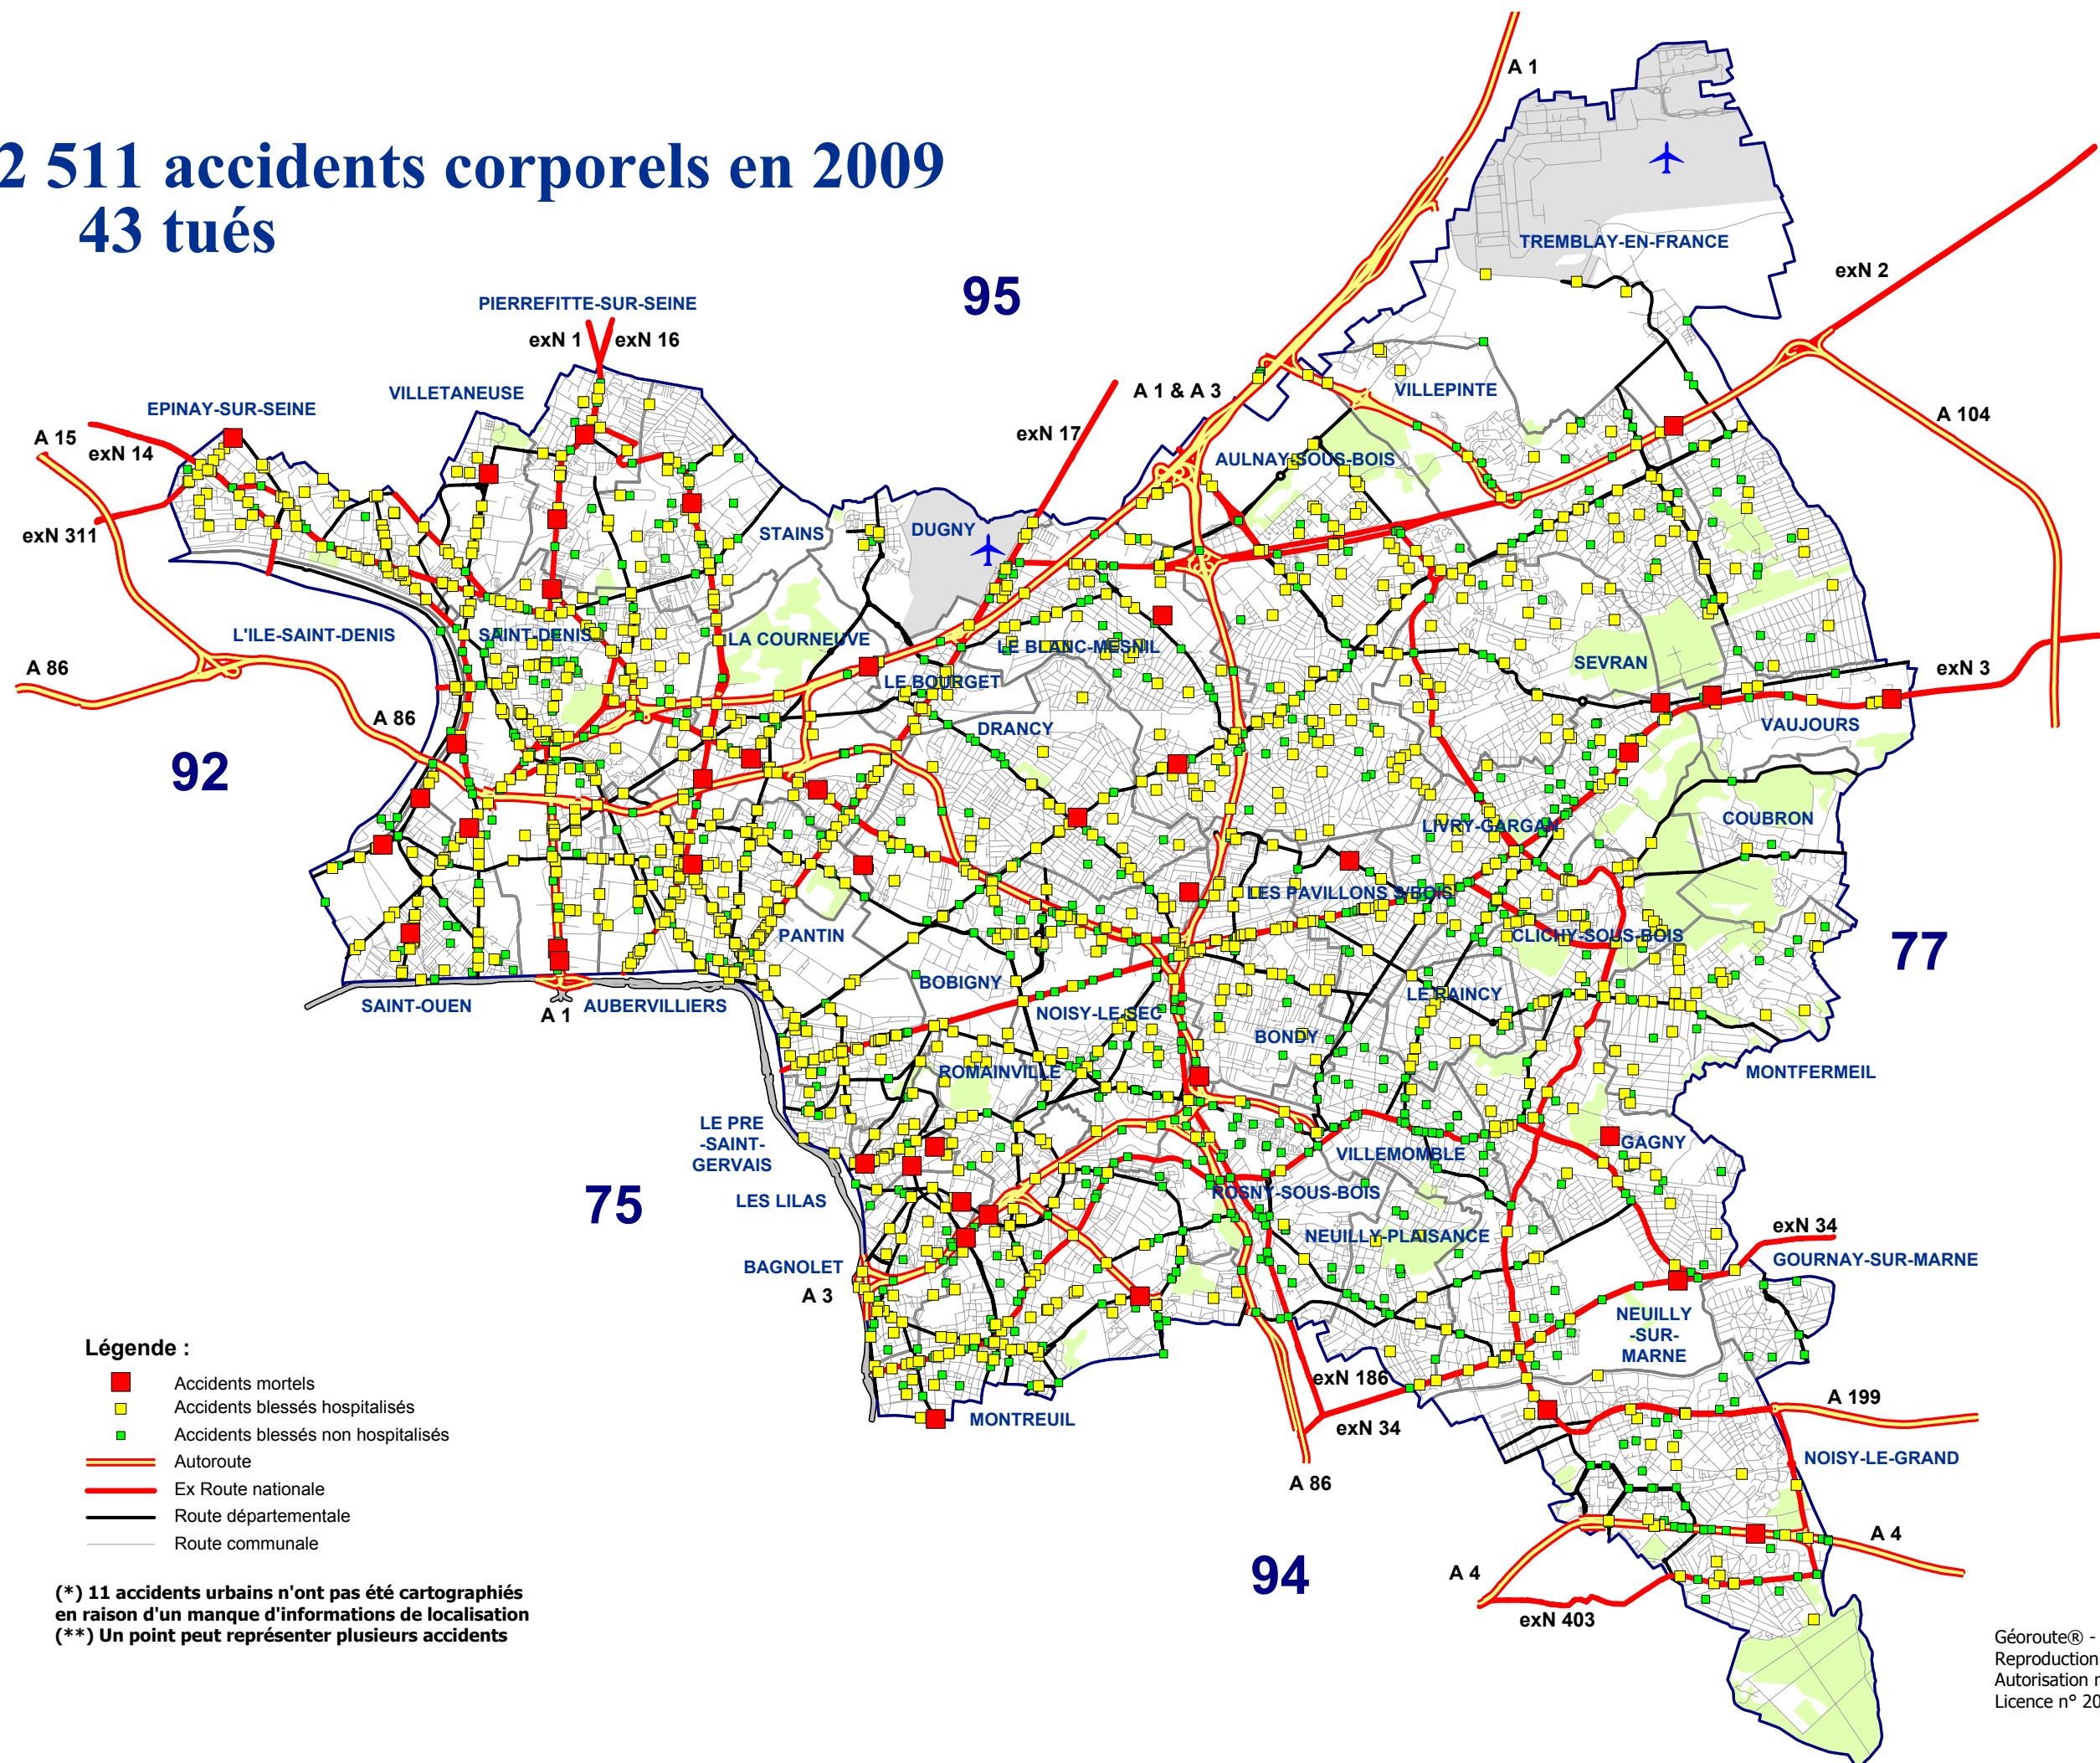 2 511 accidents corporels en 2009
43 tués
A 1
TREMBLAY-EN-FRANCE
exN 2
95
PIERREFITTE-SUR-SEINE
exN 1
exN 16
VILLETANEUSE
A 1 & A 3
VILLEPINTE
EPINAY-SUR-SEINE
A 104
A 15
exN 14
exN 17
AULNAY-SOUS-BOIS
exN 311
STAINS
DUGNY
L'ILE-SAINT-DENIS
SAINT-DENIS
LA COURNEUVE
LE BLANC-MESNIL
SEVRAN
exN 3
A 86
LE BOURGET
A 86
DRANCY
VAUJOURS
92
COUBRON
LIVRY-GARGAN
LES PAVILLONS S/BOIS
PANTIN
CLICHY-SOUS-BOIS
77
BOBIGNY
LE RAINCY
SAINT-OUEN
A 1
AUBERVILLIERS
NOISY-LE-SEC
BONDY
ROMAINVILLE
MONTFERMEIL
LE PRE
-SAINT-
GERVAIS
GAGNY
VILLEMOMBLE
75
LES LILAS
ROSNY-SOUS-BOIS
NEUILLY-PLAISANCE
exN 34
GOURNAY-SUR-MARNE
BAGNOLET
A 3
NEUILLY
-SUR-
MARNE
exN 186
A 199
MONTREUIL
exN 34
NOISY-LE-GRAND
A 86
A 4
94
A 4
exN 403
Légende :
Accidents mortels
Accidents blessés hospitalisés
Accidents blessés non hospitalisés
Autoroute
Ex Route nationale
Route départementale
Route communale
(*) 11 accidents urbains n'ont pas été cartographiés
en raison d'un manque d'informations de localisation
(**) Un point peut représenter plusieurs accidents
Géoroute® -
Reproduction
Autorisation
Licence n° 20